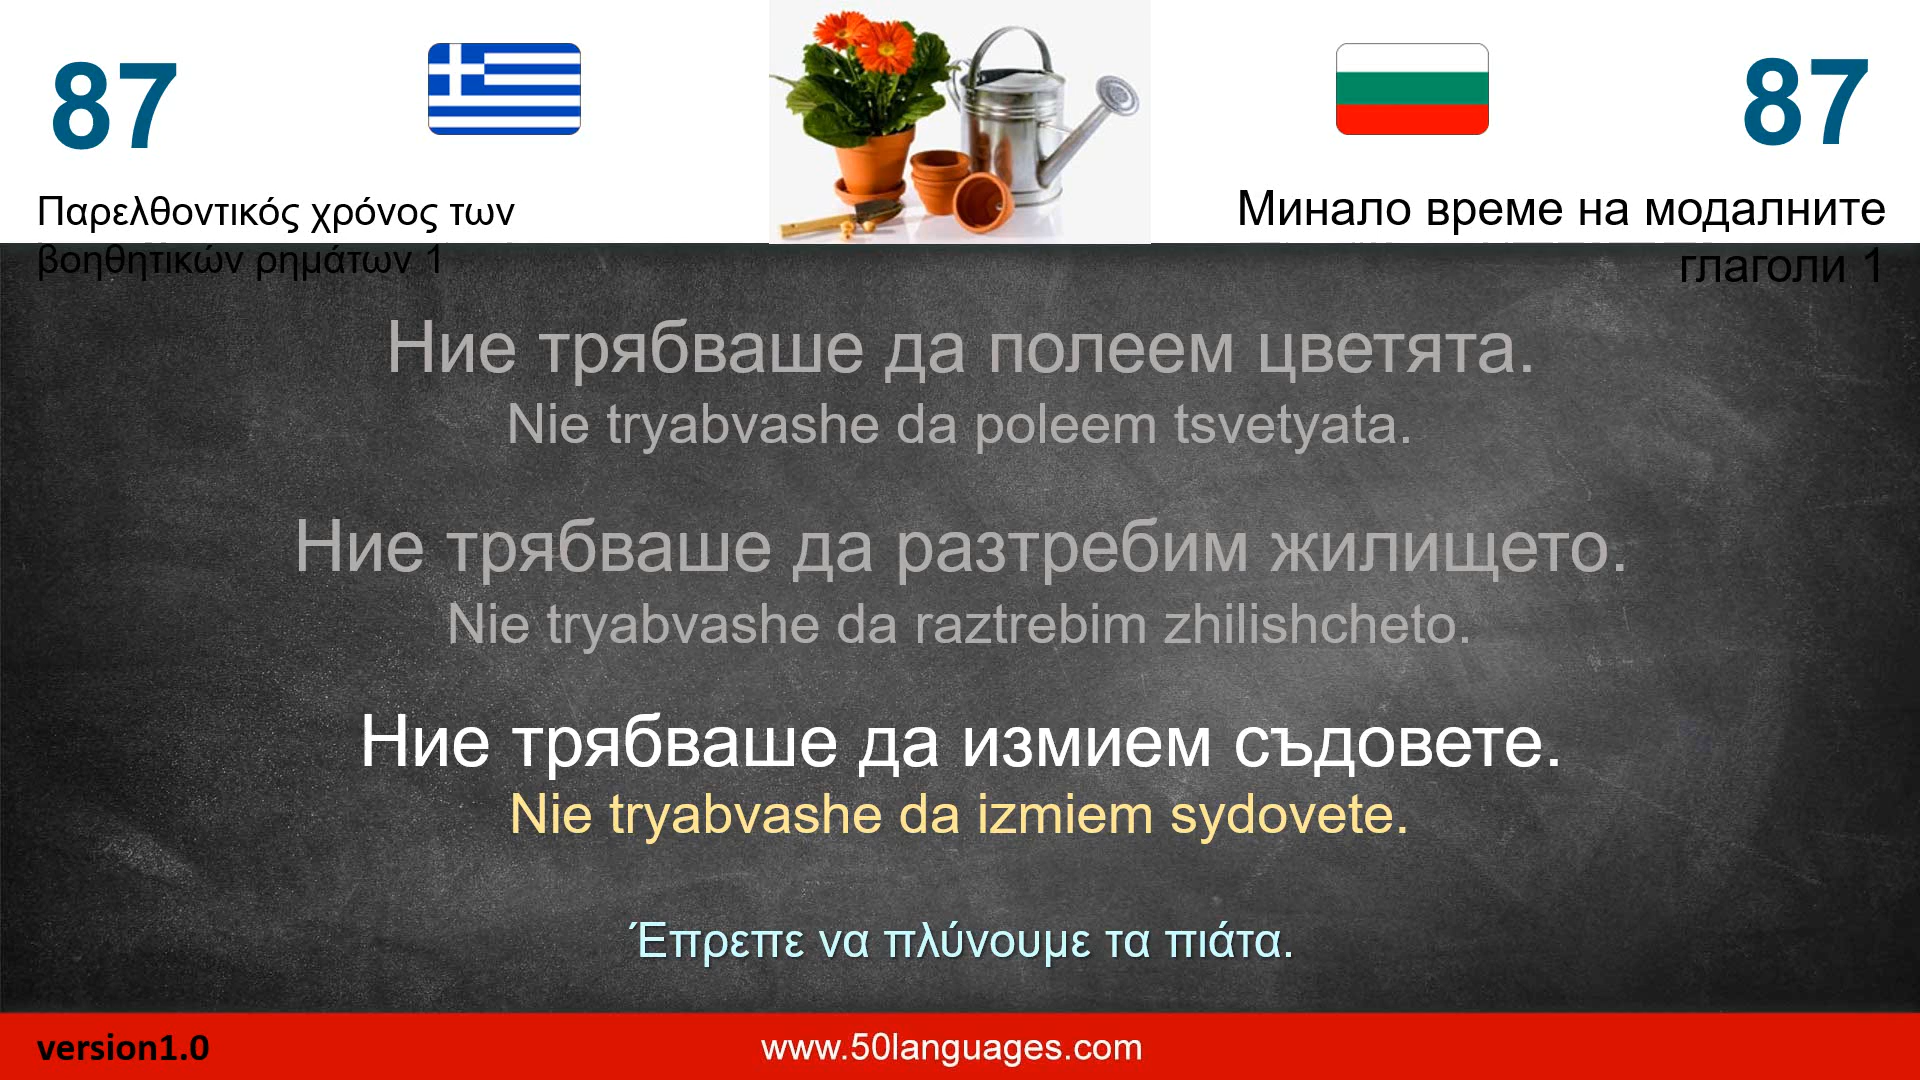 87
87
Παρελθοντικός χρόνος των
βοηθητικών ρημάτων 1
Минало време на модалните
глаголи 1
Ние трябваше да полеем цветята.
Nie tryabvashe da poleem tsvetyata.
Ние трябваше да разтребим жилището.
Nie tryabvashe da raztrebim zhilishcheto.
Ние трябваше да измием съдовете.
Nie tryabvashe da izmiem sydovete.
Έπρεπε να πλύνουμε τα πιάτα.
version1.0
www.50languages.com